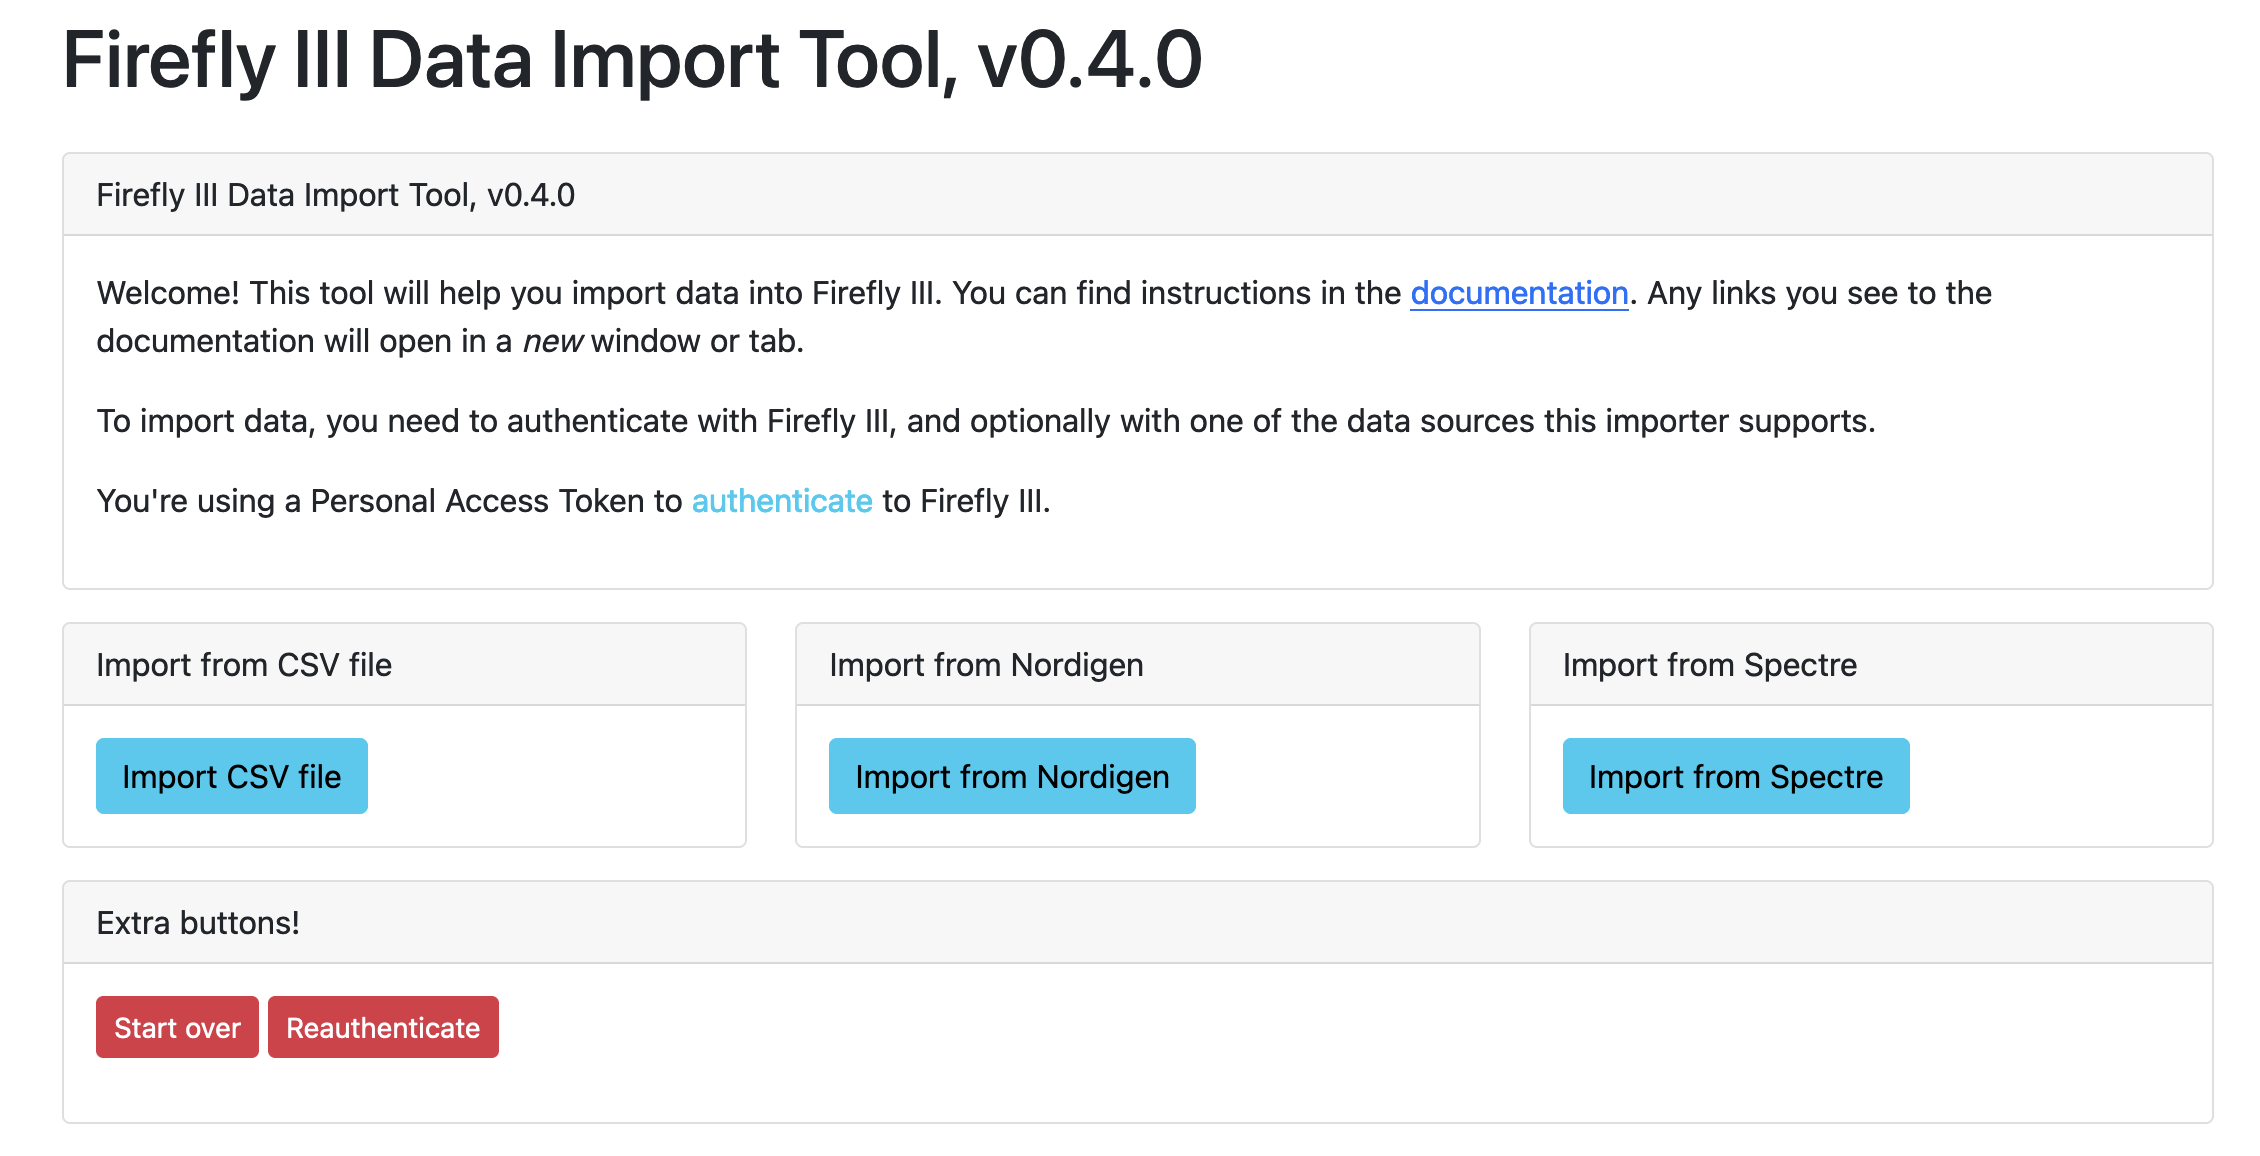 Firefly III Data Import Tool, v0.4.0
Firefly III Data Import Tool, v0.4.0
Welcome! This tool will help you import data into Firefly III. You can find instructions in the documentation. Any links you see to the
documentation will open in a new window or tab.
To import data, you need to authenticate with Firefly III, and optionally with one of the data sources this importer supports.
You're using a Personal Access Token to authenticate to Firefly III.
Import from CSV file
Import CSV file
Import from Nordigen
Import from Nordigen
Import from Spectre
Import from Spectre
Extra buttons!
Start over
Reauthenticate